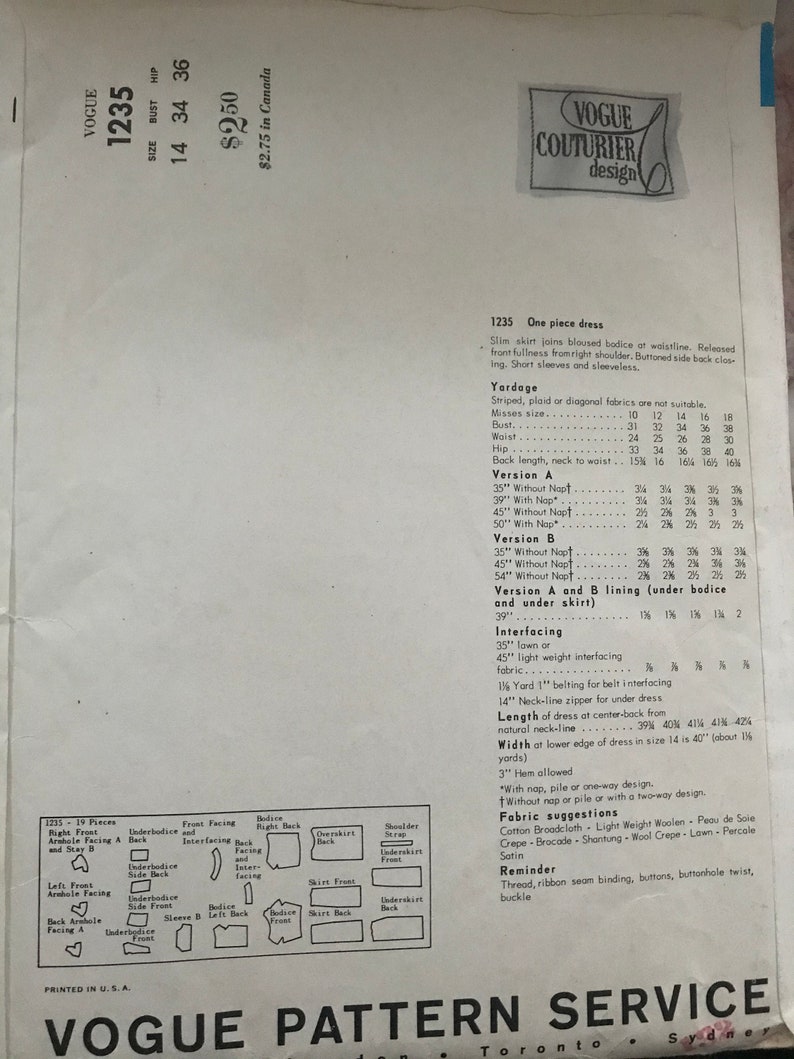 VOGUE
1235
SIZE BUST HIP
14 34 36
$2.50
$2.75 in Canada
VOGUE
COUTURIER
design
1235 One piece dress
Slim skirt joins bloused bodice at waistline. Released
front fullness from right shoulder. Buttoned side back clos-
ing. Short sleeves and sleeveless.
Yardage
Striped, plaid or diagonal fabrics are not suitable.
Misses size............ 10 12 14 16 18
Bust................. 31 32 34 36 38
Waist................ 24 25 26 28 30
Hip ................. 33 34 36 38 40
Back length, neck to waist .. 15¾ 16 16¼ 16½ 16¾
Version A
35'' Without Nap† ........ 3¼ 3¼ 3⅜ 3½ 3⅝
39'' With Nap* .......... 3¼ 3¼ 3¼ 3⅜ 3⅜
45'' Without Nap† ........ 2½ 2⅝ 2⅝ 3 3
50'' With Nap* .......... 2¼ 2⅜ 2½ 2½ 2½
Version B
35'' Without Nap† ........ 3⅝ 3⅝ 3⅝ 3¾ 3¾
45'' Without Nap† ........ 2⅝ 2⅝ 2¾ 3⅛ 3⅛
54'' Without Nap† ........ 2⅜ 2⅜ 2½ 2½ 2½
Version A and B lining (under bodice
and under skirt)
39'' ................. 1⅝ 1⅝ 1⅝ 1¾ 2
Interfacing
35'' lawn or
45'' light weight interfacing
fabric................ ⅞ ⅞ ⅞ ⅞ ⅞
1⅛ Yard 1'' belting for belt interfacing
14'' Neck-line zipper for under dress
Length of dress at center-back from
natural neck-line ........ 39¾ 40¾ 41¼ 41¾ 42¼
Width at lower edge of dress in size 14 is 40'' (about 1⅛
yards)
3'' Hem allowed
*With nap, pile or one-way design.
†Without nap or pile or with a two-way design.
Fabric suggestions
Cotton Broadcloth - Light Weight Woolen - Peau de Soie
Crepe - Brocade - Shantung - Wool Crepe - Lawn - Percale
Satin
Reminder
Thread, ribbon seam binding, buttons, buttonhole twist,
buckle
1235 - 19 Pieces
Right Front
Armhole Facing A
and Stay B
Left Front
Armhole Facing
Back Armhole
Facing A
Underbodice
Back
Underbodice
Side Back
Underbodice
Side Front
Underbodice
Front
Front Facing
and
Interfacing
Sleeve B
Back
Facing
and
Inter-
facing
Bodice
Left Back
Bodice
Right Back
Bodice
Front
Overskirt
Back
Skirt Front
Skirt Back
Shoulder
Strap
Underskirt
Front
Underskirt
Back
PRINTED IN U. S. A.
VOGUE PATTERN SERVICE
• Toronto • Sydney